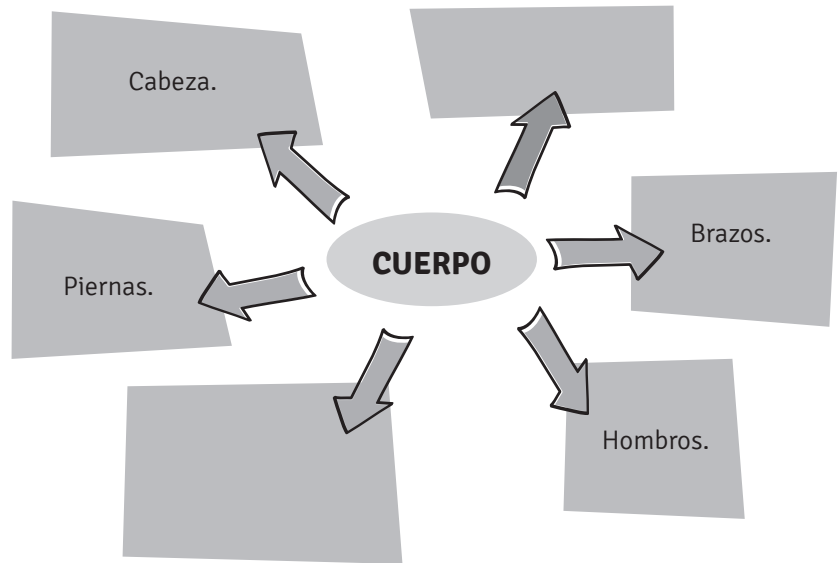 Cabeza.
Brazos.
CUERPO
Piernas.
Hombros.